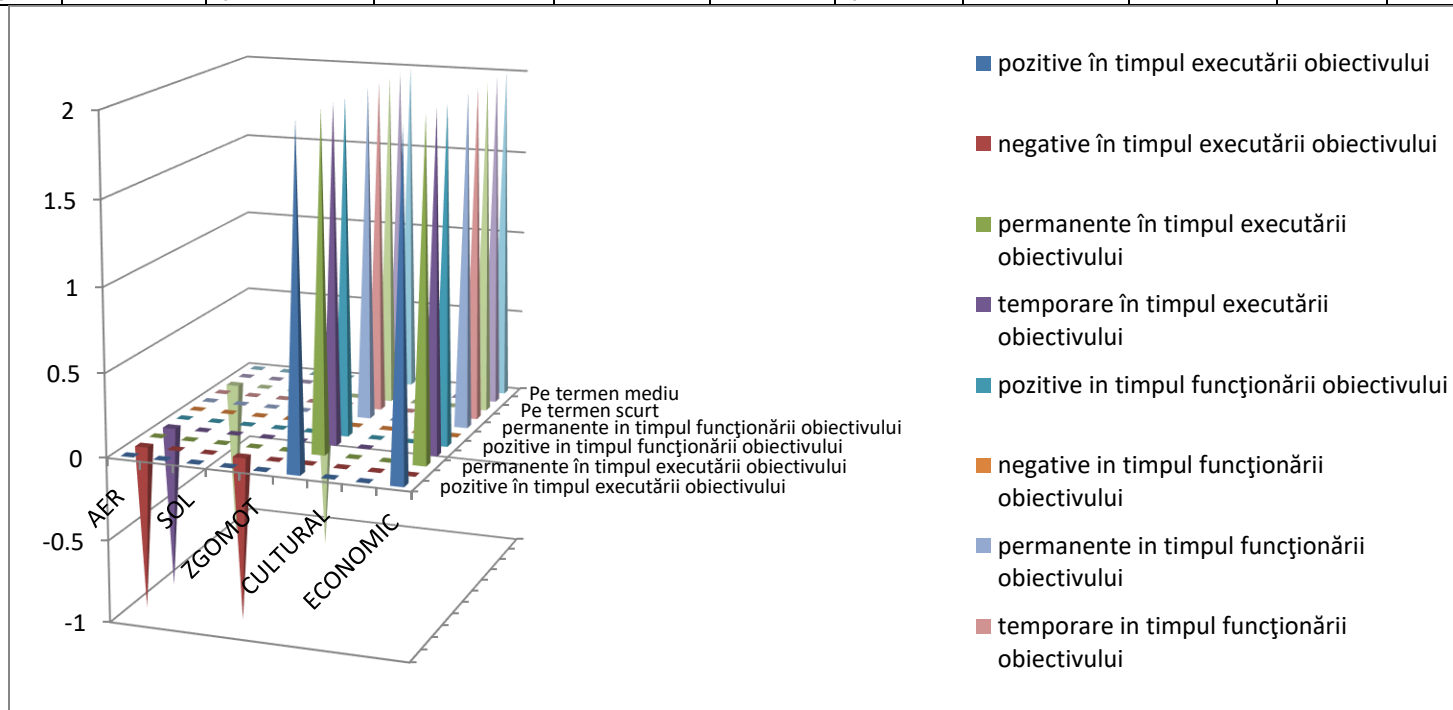 2
1.5
1
0.5
0
-0.5
-1
AER
SOL
ZGOMOT
CULTURAL
ECONOMIC
Pe termen mediu
Pe termen scurt
permanente in timpul funcţionării obiectivului
pozitive in timpul funcţionării obiectivului
permanente în timpul executării obiectivului
pozitive în timpul executării obiectivului
pozitive în timpul executării obiectivului
negative în timpul executării obiectivului
permanente în timpul executării
obiectivului
temporare în timpul executării
obiectivului
pozitive in timpul funcţionării obiectivului
negative in timpul funcţionării
obiectivului
permanente in timpul funcţionării
obiectivului
temporare in timpul funcţionării
obiectivului